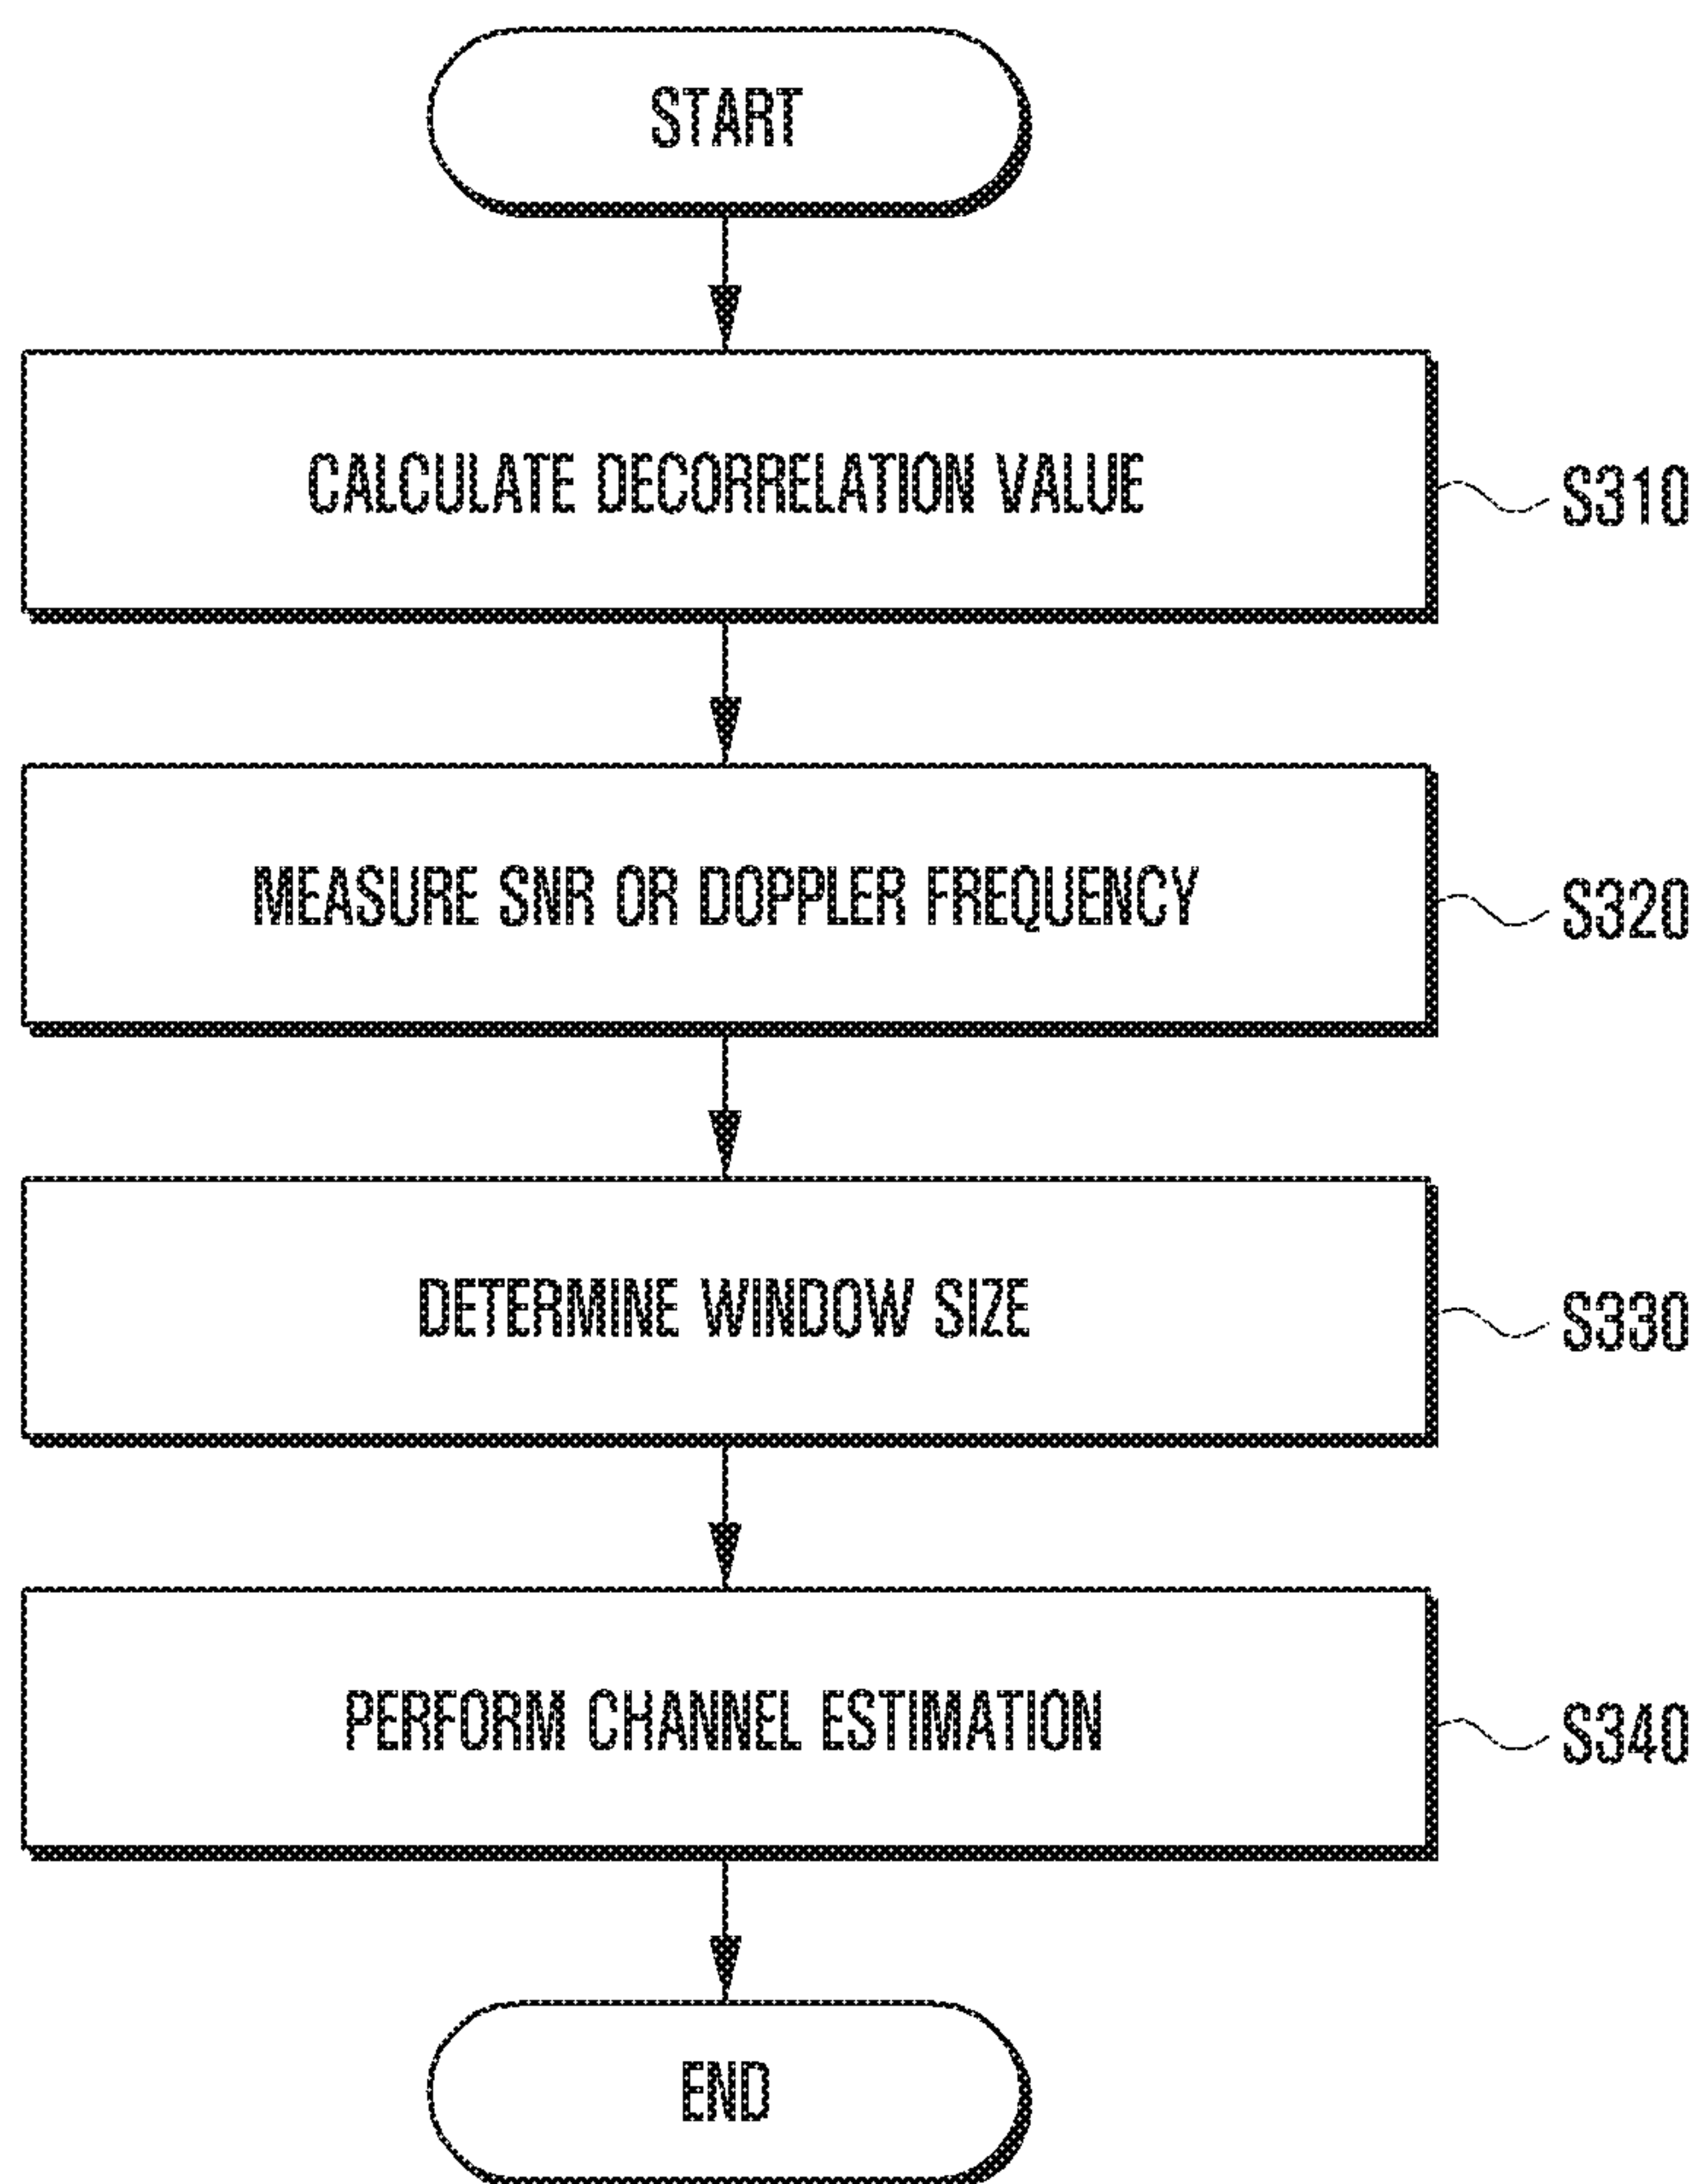 START
CALCULATE DECORRELATION VALUE
S310
MEASURE SNR OR DOPPLER FREQUENCY
S320
DETERMINE WINDOW SIZE
S330
PERFORM CHANNEL ESTIMATION
S340
END